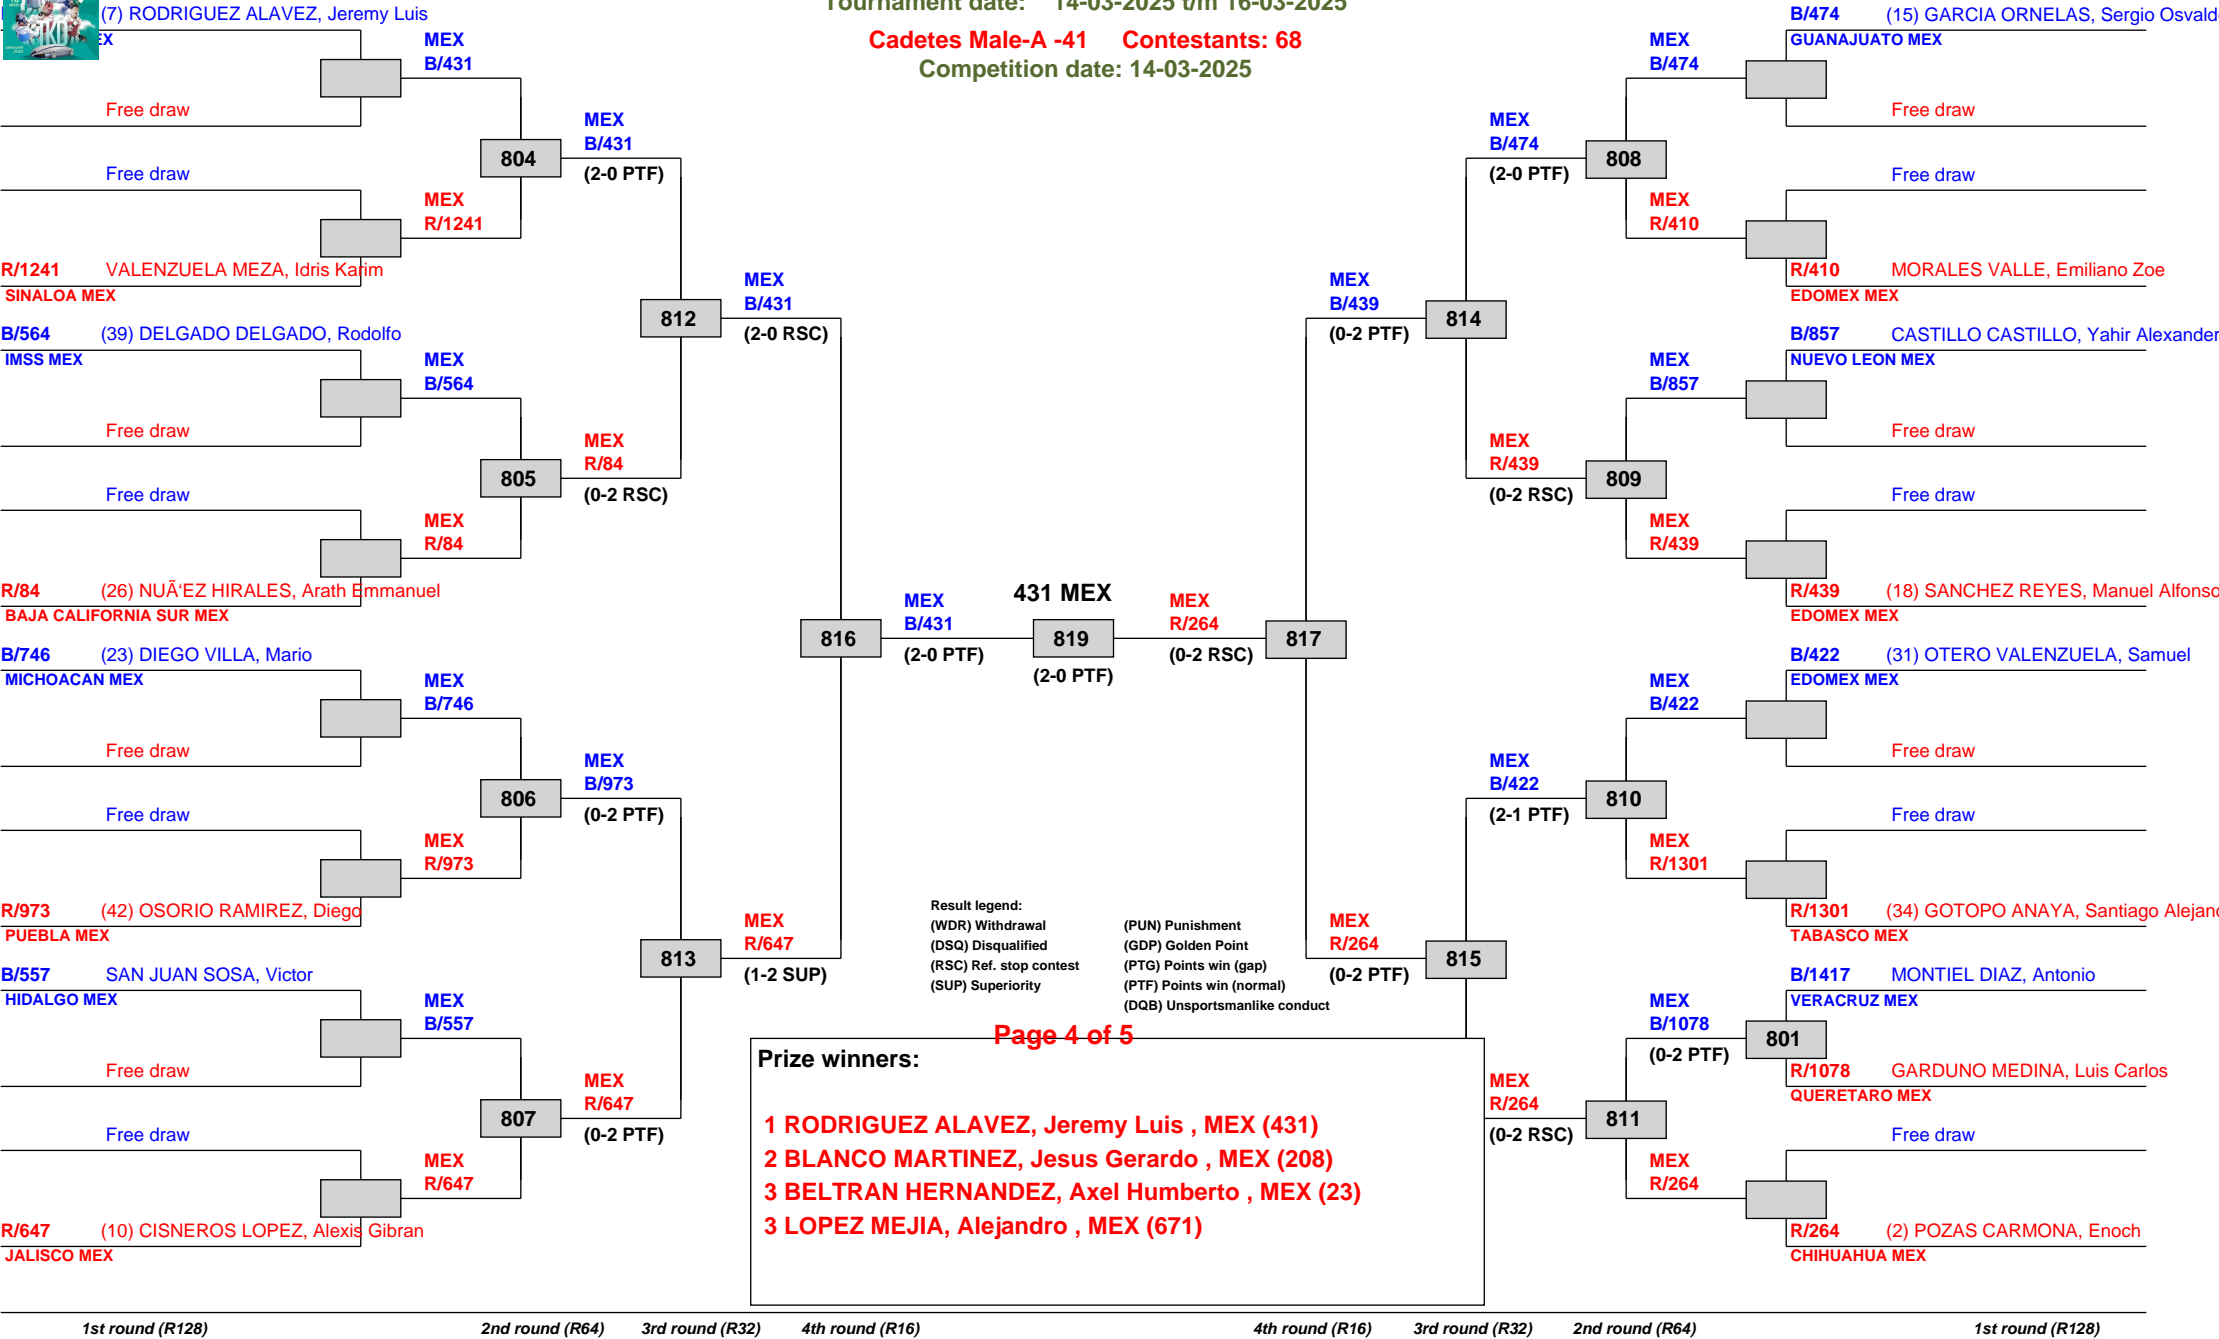 Tournament date: 14-03-2025 t/m 16-03-2025
Cadetes Male-A -41 Contestants: 68
Competition date: 14-03-2025
TKD
(7) RODRIGUEZ ALAVEZ, Jeremy Luis
EX
Free draw
Free draw
R/1241 VALENZUELA MEZA, Idris Karim
SINALOA MEX
B/564 (39) DELGADO DELGADO, Rodolfo
IMSS MEX
Free draw
Free draw
R/84 (26) NUÃ‘EZ HIRALES, Arath Emmanuel
BAJA CALIFORNIA SUR MEX
B/746 (23) DIEGO VILLA, Mario
MICHOACAN MEX
Free draw
Free draw
R/973 (42) OSORIO RAMIREZ, Diego
PUEBLA MEX
B/557 SAN JUAN SOSA, Victor
HIDALGO MEX
Free draw
Free draw
R/647 (10) CISNEROS LOPEZ, Alexis Gibran
JALISCO MEX
MEX
B/431
804
MEX
R/1241
MEX
B/564
805
MEX
R/84
MEX
B/746
806
MEX
R/973
MEX
B/557
807
MEX
R/647
MEX
B/431
(2-0 PTF)
812
MEX
R/84
(0-2 RSC)
MEX
B/973
(0-2 PTF)
813
MEX
R/647
(0-2 PTF)
MEX
B/431
(2-0 RSC)
816
MEX
R/647
(1-2 SUP)
MEX
B/431
(2-0 PTF)
431 MEX
819
(2-0 PTF)
MEX
R/264
(0-2 RSC)
817
MEX
B/439
(0-2 PTF)
814
MEX
R/264
(0-2 PTF)
815
MEX
B/474
(2-0 PTF)
808
MEX
R/439
(0-2 RSC)
809
MEX
B/422
(2-1 PTF)
810
MEX
R/264
(0-2 RSC)
811
MEX
B/474
MEX
R/410
MEX
B/857
MEX
R/439
MEX
B/422
MEX
R/1301
MEX
B/1078
(0-2 PTF)
801
MEX
R/264
B/474 (15) GARCIA ORNELAS, Sergio Osvald
GUANAJUATO MEX
Free draw
Free draw
R/410 MORALES VALLE, Emiliano Zoe
EDOMEX MEX
B/857 CASTILLO CASTILLO, Yahir Alexander
NUEVO LEON MEX
Free draw
Free draw
R/439 (18) SANCHEZ REYES, Manuel Alfonso
EDOMEX MEX
B/422 (31) OTERO VALENZUELA, Samuel
EDOMEX MEX
Free draw
Free draw
R/1301 (34) GOTOPO ANAYA, Santiago Alejan
TABASCO MEX
B/1417 MONTIEL DIAZ, Antonio
VERACRUZ MEX
R/1078 GARDUNO MEDINA, Luis Carlos
QUERETARO MEX
Free draw
R/264 (2) POZAS CARMONA, Enoch
CHIHUAHUA MEX
Result legend:
(WDR) Withdrawal (PUN) Punishment
(DSQ) Disqualified (GDP) Golden Point
(RSC) Ref. stop contest (PTG) Points win (gap)
(SUP) Superiority (PTF) Points win (normal)
(DQB) Unsportsmanlike conduct
Page 4 of 5
Prize winners:
1 RODRIGUEZ ALAVEZ, Jeremy Luis , MEX (431)
2 BLANCO MARTINEZ, Jesus Gerardo , MEX (208)
3 BELTRAN HERNANDEZ, Axel Humberto , MEX (23)
3 LOPEZ MEJIA, Alejandro , MEX (671)
1st round (R128) 2nd round (R64) 3rd round (R32) 4th round (R16) 4th round (R16) 3rd round (R32) 2nd round (R64) 1st round (R128)